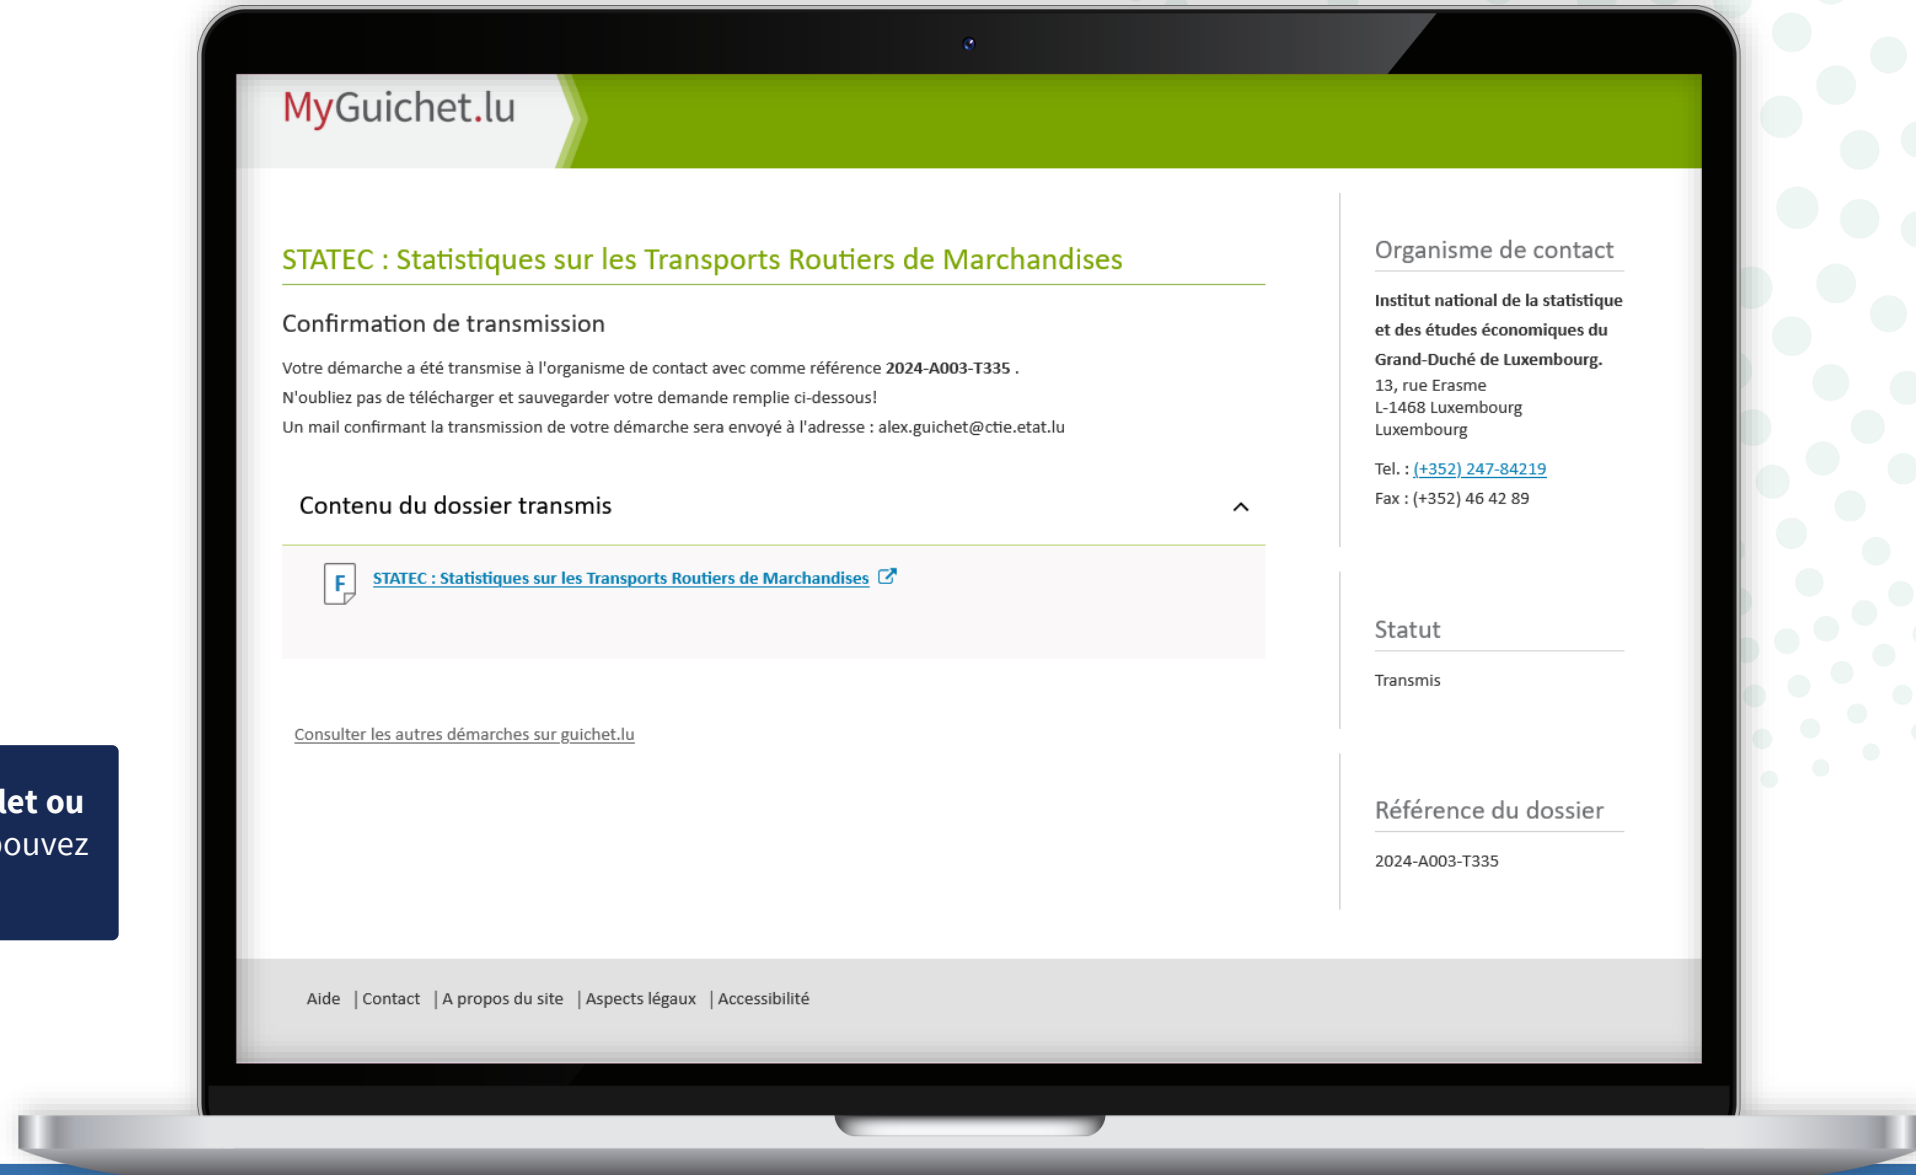 MyGuichet.lu
STATEC : Statistiques sur les Transports Routiers de Marchandises
Confirmation de transmission
Votre démarche a été transmise à l'organisme de contact avec comme référence 2024-A003-T335 .
N'oubliez pas de télécharger et sauvegarder votre demande remplie ci-dessous!
Un mail confirmant la transmission de votre démarche sera envoyé à l'adresse : alex.guichet@ctie.etat.lu
Contenu du dossier transmis
F
STATEC : Statistiques sur les Transports Routiers de Marchandises
Consulter les autres démarches sur guichet.lu
Organisme de contact
Institut national de la statistique
et des études économiques du
Grand-Duché de Luxembourg.
13, rue Erasme
L-1468 Luxembourg
Luxembourg
Tel. : (+352) 247-84219
Fax : (+352) 46 42 89
Statut
Transmis
Référence du dossier
2024-A003-T335
Aide | Contact | A propos du site | Aspects légaux | Accessibilité
let ou
pouvez